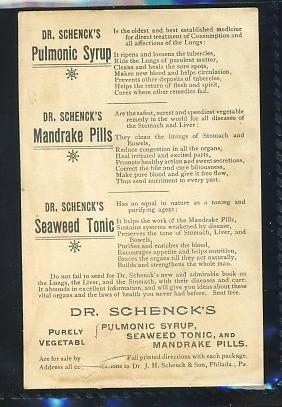 DR. SCHENCK'S
Pulmonic Syrup
Is the oldest and best established medicine
for direct treatment of Consumption and
all affections of the Lungs:
It ripens and loosens the tubercles,
Rids the Lungs of purulent matter,
Cleans and heals the sore spots,
Makes new blood and helps circulation,
Prevents other deposits of tubercles,
Helps the return of flesh and spirit,
Cures where other remedies fail.
DR. SCHENCK'S
Mandrake Pills
Are the safest, surest and speediest vegetable
remedy in the world for all diseases of
the Stomach and Liver:
They clean the linings of Stomach and
Bowels,
Reduce congestion in all the organs,
Heal irritated and excited parts,
Promote healthy action and sweet secretions,
Correct the bile and cure biliousness,
Make pure blood and give it free flow,
Thus send nutriment to every part.
DR. SCHENCK'S
Seaweed Tonic
Has no equal in nature as a toning and
purifying agent:
It helps the work of the Mandrake Pills,
Sustains systems weakened by disease,
Preserves the tone of Stomach, Liver, and
Bowels,
Purifies and enriches the blood,
Encourages appetite and helps nutrition,
Braces the organs till they act naturally,
Builds and strengthens the whole man.
Do not fail to send for Dr. Schenck's new and admirable book on
the Lungs, the Liver, and the Stomach, with their diseases and cure.
It abounds in excellent information, and will give you ideas about these
vital organs and the laws of health you never had before. Sent free.
DR. SCHENCK'S
PURELY
VEGETABL
PULMONIC SYRUP,
SEAWEED TONIC, AND
MANDRAKE PILLS.
Are for sale by Full printed directions with each package.
Address all to Dr. J. H. Schenck & Son, Philada., Pa.